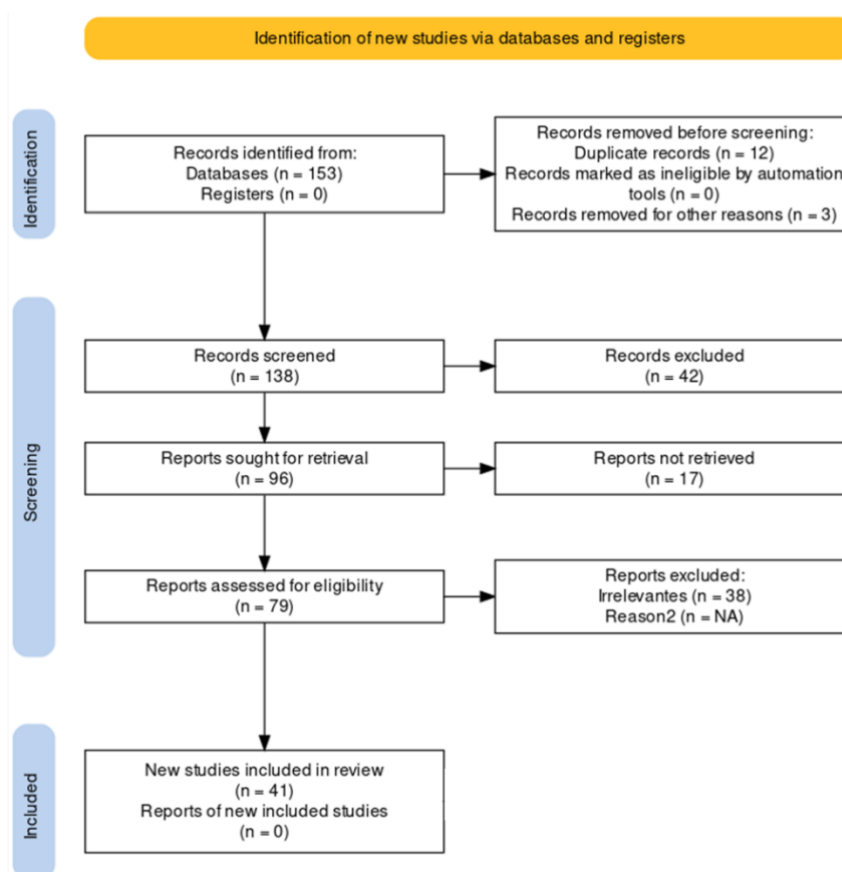 Identification of new studies via databases and registers
Identification
Records identified from:
Databases (n = 153)
Registers (n = 0)
Records removed before screening:
Duplicate records (n = 12)
Records marked as ineligible by automation
tools (n = 0)
Records removed for other reasons (n = 3)
Screening
Records screened
(n = 138)
Records excluded
(n = 42)
Reports sought for retrieval
(n = 96)
Reports not retrieved
(n = 17)
Reports assessed for eligibility
(n = 79)
Reports excluded:
Irrelevantes (n = 38)
Reason2 (n = NA)
Included
New studies included in review
(n = 41)
Reports of new included studies
(n = 0)